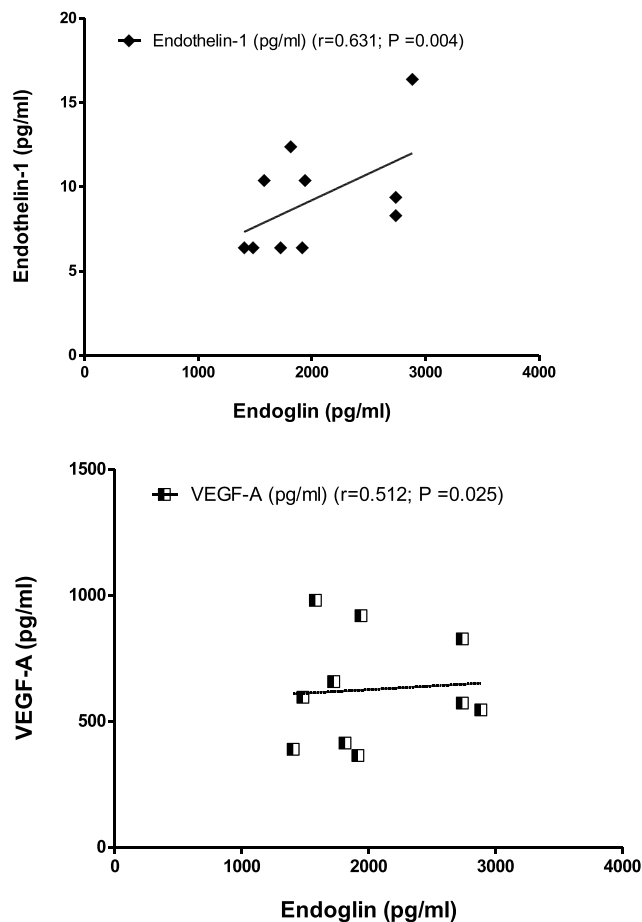 20
Endothelin-1 (pg/ml) (r=0.631; P =0.004)
15
10
5
0
Endothelin-1 (pg/ml)
0 1000 2000 3000 4000
Endoglin (pg/ml)
1500
VEGF-A (pg/ml) (r=0.512; P =0.025)
1000
500
0
VEGF-A (pg/ml)
0 1000 2000 3000 4000
Endoglin (pg/ml)